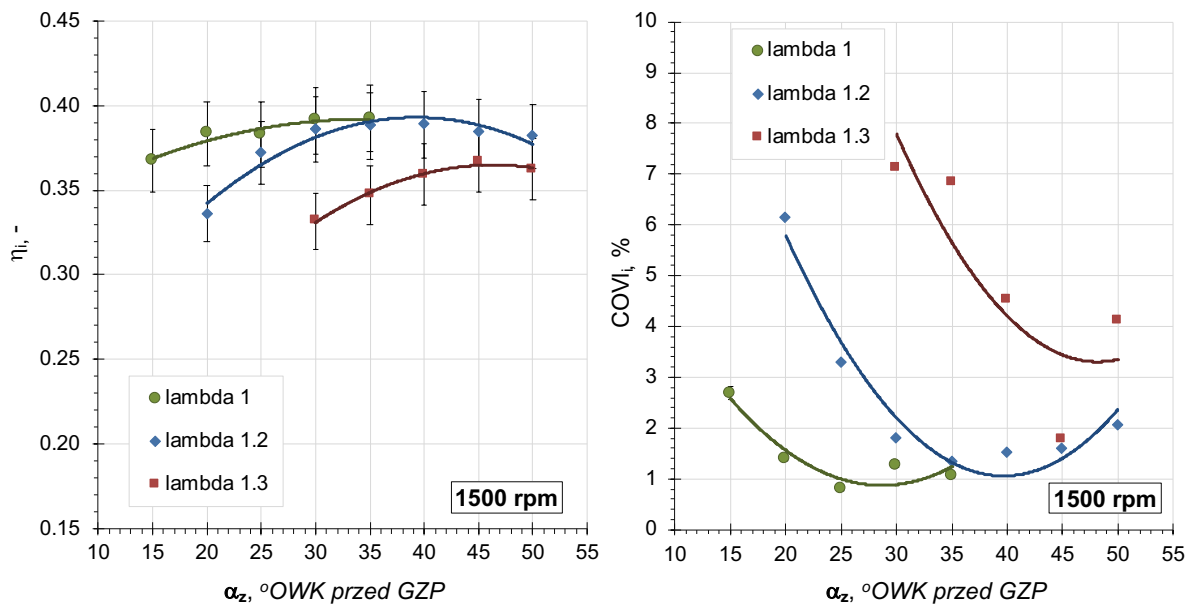 0.45
0.40
0.35
0.30
0.25
0.20
0.15
ηi, -
lambda 1
lambda 1.2
lambda 1.3
1500 rpm
10 15 20 25 30 35 40 45 50 55
αz, oOWK przed GZP
10
9
8
7
6
5
4
3
2
1
0
COVIi, %
lambda 1
lambda 1.2
lambda 1.3
1500 rpm
10 15 20 25 30 35 40 45 50 55
αz, oOWK przed GZP